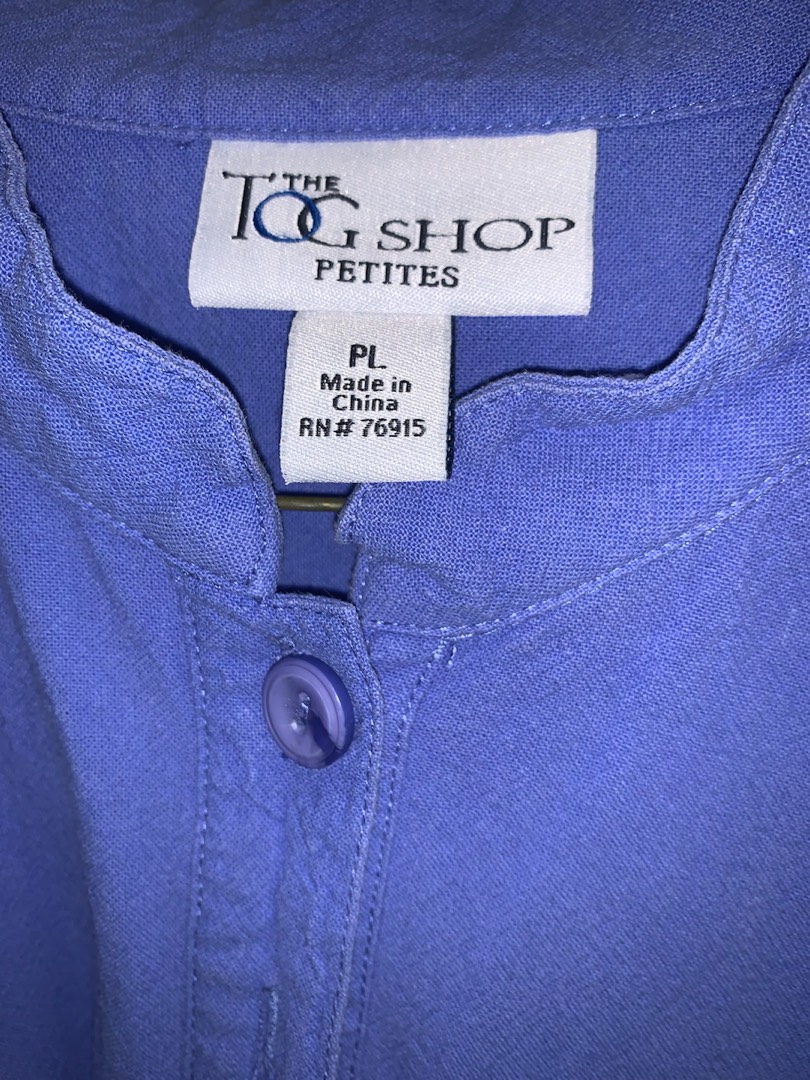 THE
TOG SHOP
PETITES
PL
Made in
China
RN# 76915